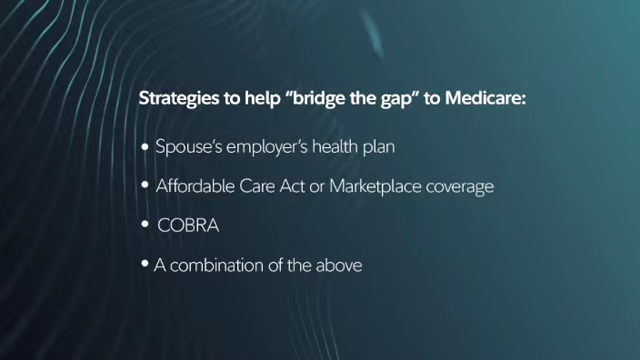 Strategies to help “bridge the gap” to Medicare:
• Spouse’s employer’s health plan
• Affordable Care Act or Marketplace coverage
• COBRA
• A combination of the above